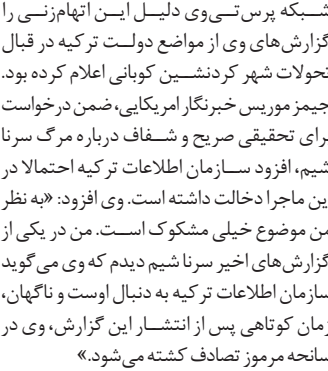 شبکه پرس‌تی‌وی دلیل این اتهام‌زنی را
گزارش‌های وی از مواضع دولت ترکیه در قبال
تحولات شهر کردنشین کوبانی اعلام کرده بود.
جیمز موریس خبرنگار امریکایی، ضمن درخواست
برای تحقیقی صریح و شفاف درباره مرگ سرنا
شیم، افزود سازمان اطلاعات ترکیه احتمالا در
این ماجرا دخالت داشته است. وی افزود: «به نظر
من موضوع خیلی مشکوک است. من در یکی از
گزارش‌های اخیر سرنا شیم دیدم که وی می‌گوید
سازمان اطلاعات ترکیه به دنبال اوست و ناگهان،
زمان کوتاهی پس از انتشار این گزارش، وی در
سانحه مرموز تصادف کشته می‌شود.»